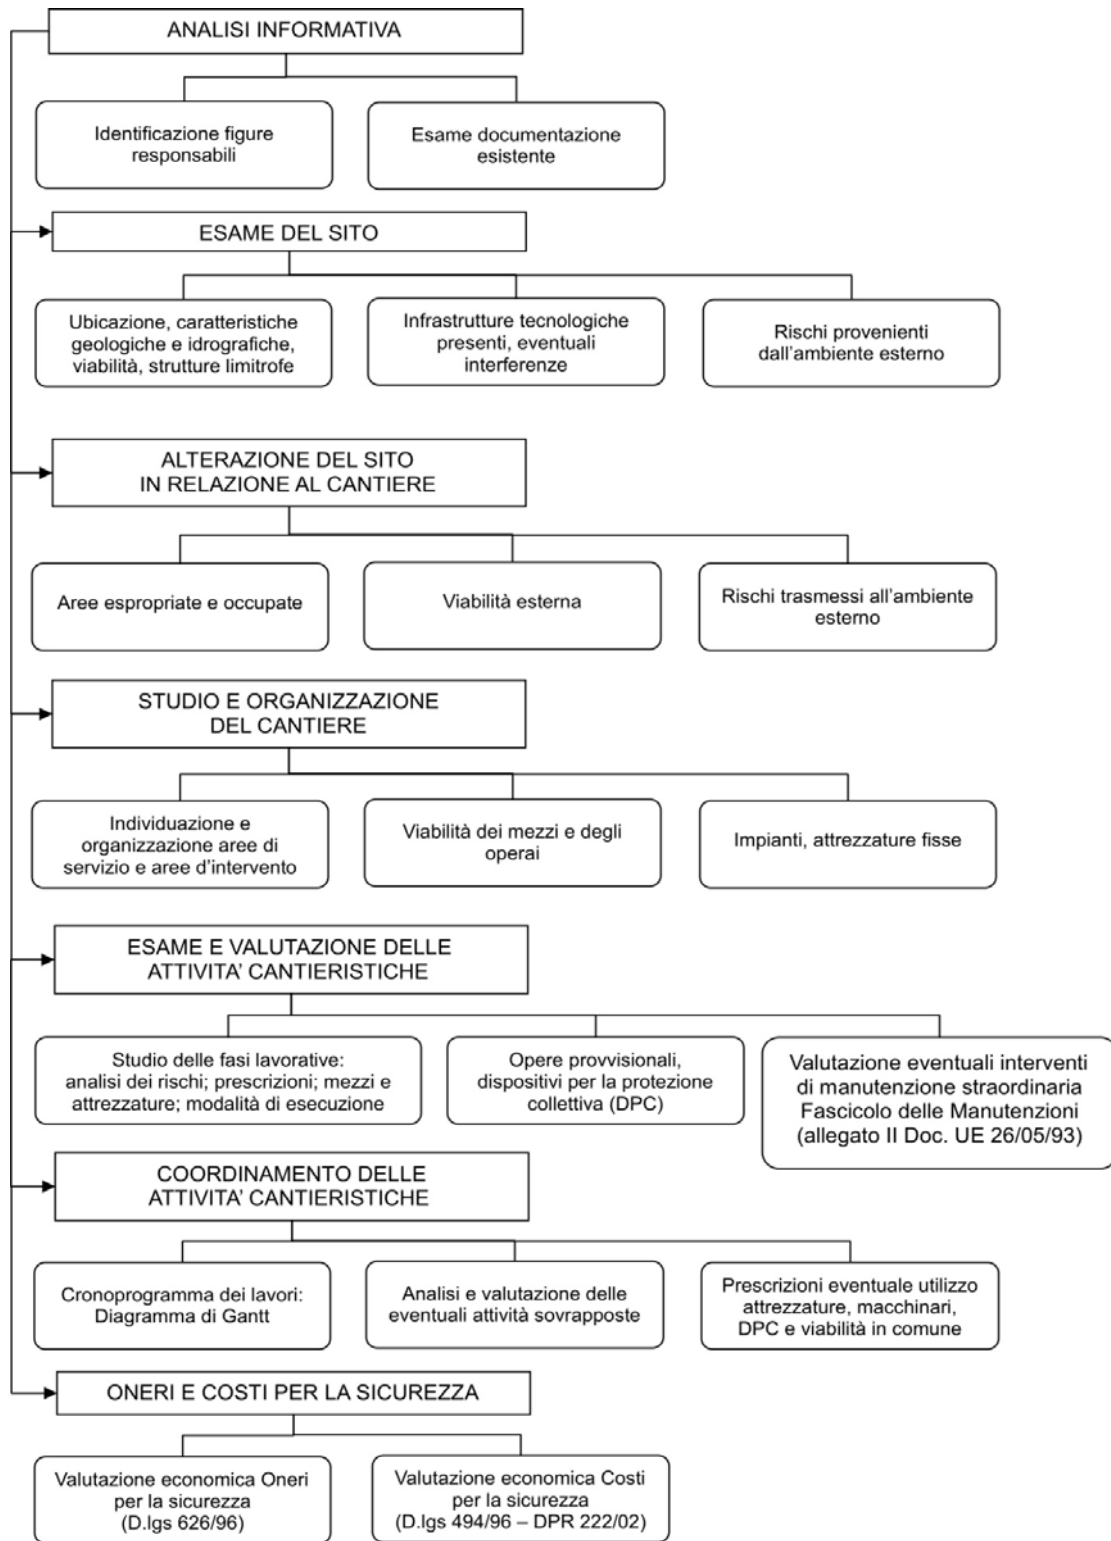 ANALISI INFORMATIVA
Identificazione figure
responsabili
Esame documentazione
esistente
ESAME DEL SITO
Ubicazione, caratteristiche
geologiche e idrografiche,
viabilità, strutture limitrofe
Infrastrutture tecnologiche
presenti, eventuali
interferenze
Rischi provenienti
dall'ambiente esterno
ALTERAZIONE DEL SITO
IN RELAZIONE AL CANTIERE
Aree espropriate e occupate
Viabilità esterna
Rischi trasmessi all'ambiente
esterno
STUDIO E ORGANIZZAZIONE
DEL CANTIERE
Individuazione e
organizzazione aree di
servizio e aree d'intervento
Viabilità dei mezzi e degli
operai
Impianti, attrezzature fisse
ESAME E VALUTAZIONE DELLE
ATTIVITA' CANTIERISTICHE
Studio delle fasi lavorative:
analisi dei rischi; prescrizioni; mezzi e
attrezzature; modalità di esecuzione
Opere provvisionali,
dispositivi per la protezione
collettiva (DPC)
Valutazione eventuali interventi
di manutenzione straordinaria
Fascicolo delle Manutenzioni
(allegato II Doc. UE 26/05/93)
COORDINAMENTO DELLE
ATTIVITA' CANTIERISTICHE
Cronoprogramma dei lavori:
Diagramma di Gantt
Analisi e valutazione delle
eventuali attività sovrapposte
Prescrizioni eventuale utilizzo
attrezzature, macchinari,
DPC e viabilità in comune
ONERI E COSTI PER LA SICUREZZA
Valutazione economica Oneri
per la sicurezza
(D.lgs 626/96)
Valutazione economica Costi
per la sicurezza
(D.lgs 494/96 – DPR 222/02)